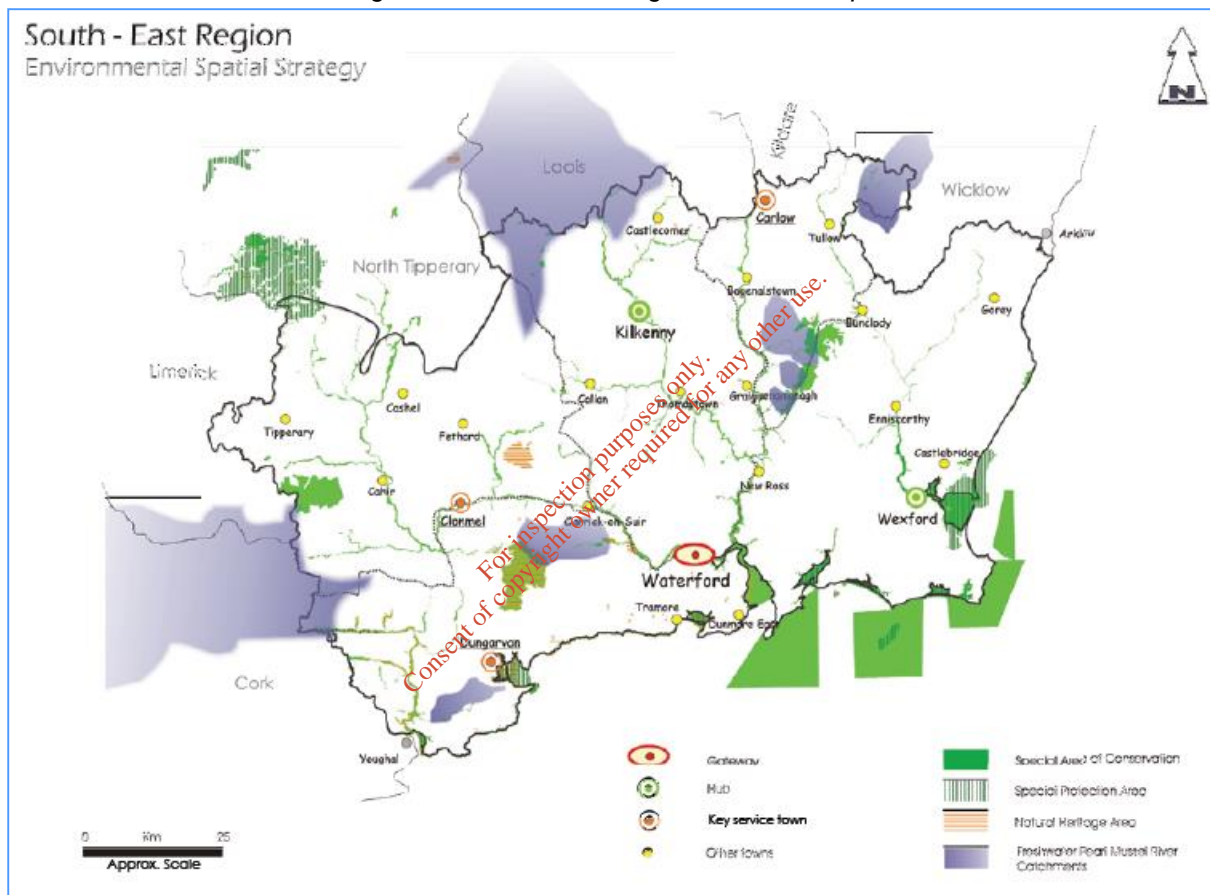 South - East Region
Environmental Spatial Strategy
N
Kildare
Laois
Wicklow
Carlow
Castlecomer
Tullow
Arklow
North Tipperary
Bagenalstown
Gorey
Bunclody
Kilkenny
Limerick
Callan
Thomastown
Cashel
Enniscorthy
Tipperary
Fethard
Castlebridge
Cahir
New Ross
Clonmel
Carrick-on-Suir
Wexford
Waterford
Tramore
Dunmore East
Dungarvan
Cork
Youghal
For inspection purposes only.
Consent of copyright owner required for any other use.
Gateway
Hub
Key service town
Other towns
Special Area of Conservation
Special Protection Area
Natural Heritage Area
Freshwater Pearl Mussel River
Catchments
0 Km 25
Approx. Scale